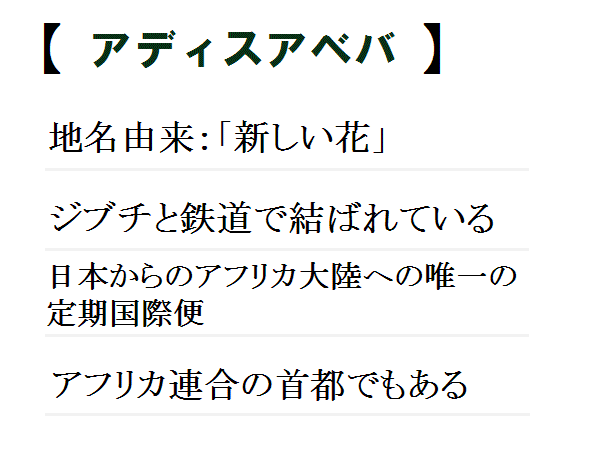 【 アディスアベバ 】
地名由来：「新しい花」
ジブチと鉄道で結ばれている
日本からのアフリカ大陸への唯一の
定期国際便
アフリカ連合の首都でもある